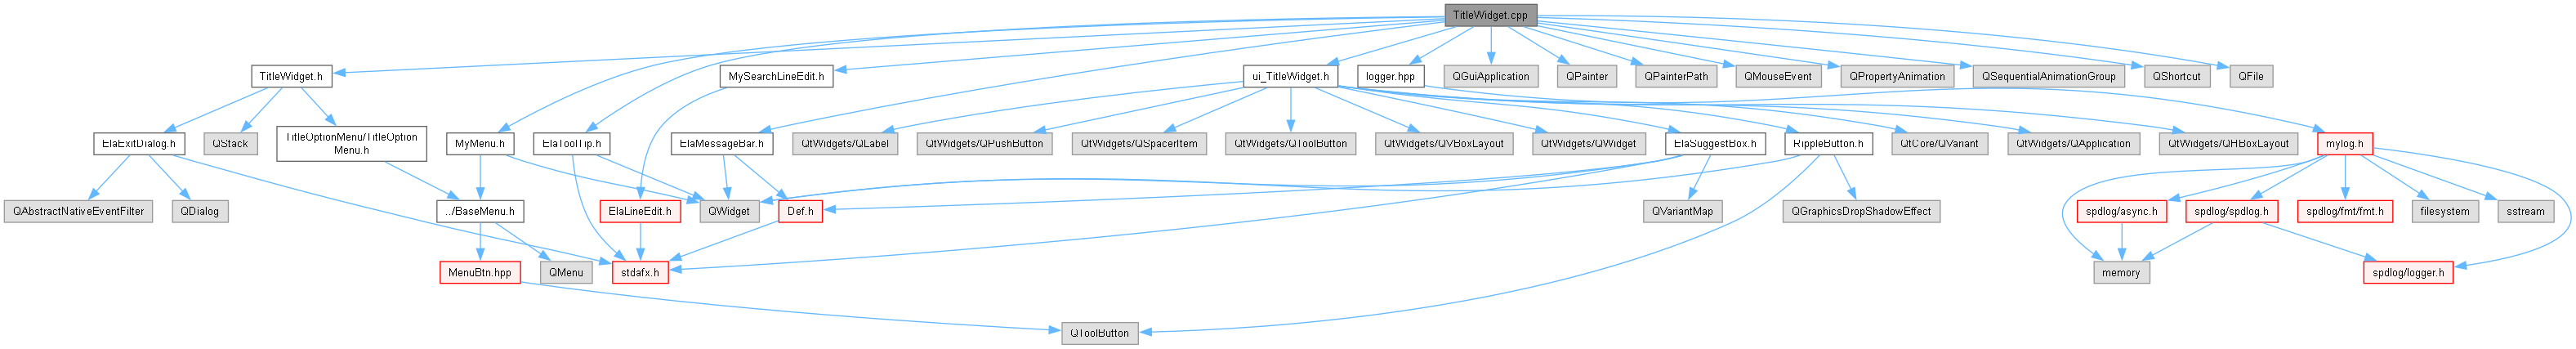 TitleWidget.cpp
TitleWidget.h
MySearchLineEdit.h
ui_TitleWidget.h
logger.hpp
QGuiApplication
QPainter
QPainterPath
QMouseEvent
QPropertyAnimation
QSequentialAnimationGroup
QShortcut
QFile
ElaExitDialog.h
QStack
TitleOptionMenu/TitleOption
Menu.h
MyMenu.h
ElaToolTip.h
ElaMessageBar.h
QtWidgets/QLabel
QtWidgets/QPushButton
QtWidgets/QSpacerItem
QtWidgets/QToolButton
QtWidgets/QVBoxLayout
QtWidgets/QWidget
ElaSuggestBox.h
RippleButton.h
QtCore/QVariant
QtWidgets/QApplication
QtWidgets/QHBoxLayout
mylog.h
QAbstractNativeEventFilter
QDialog
../BaseMenu.h
ElaLineEdit.h
QWidget
Def.h
QVariantMap
QGraphicsDropShadowEffect
spdlog/async.h
spdlog/spdlog.h
spdlog/fmt/fmt.h
filesystem
sstream
MenuBtn.hpp
QMenu
stdafx.h
memory
spdlog/logger.h
QToolButton